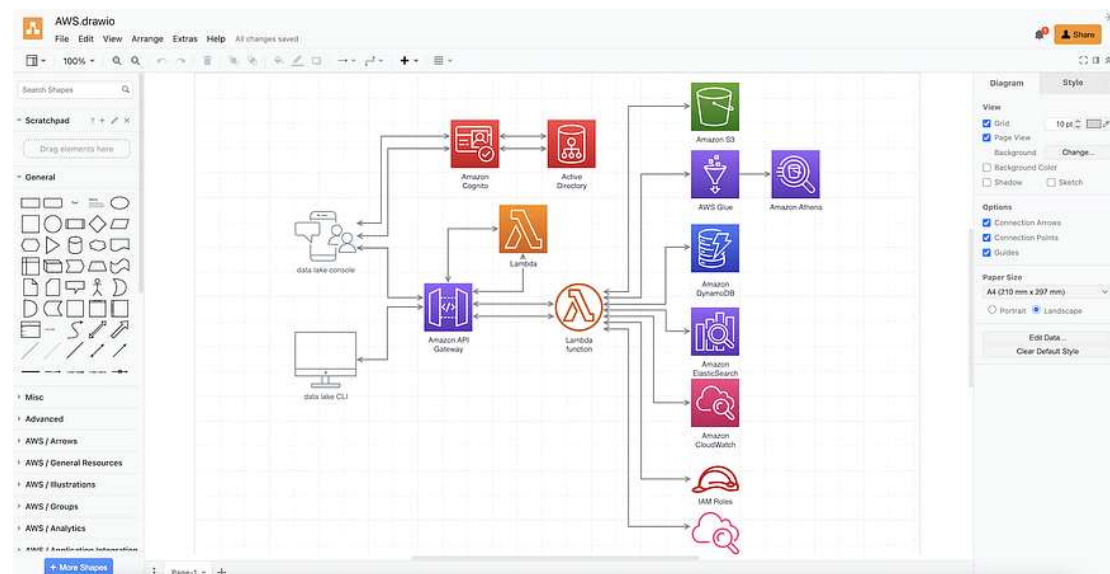 AWS.drawio
File Edit View Arrange Extras Help All changes saved
Share
100%
Search Shapes
Scratchpad
Drag elements here
General
Misc
Advanced
AWS / Arrows
AWS / General Resources
AWS / Illustrations
AWS / Groups
AWS / Analytics
AWS / Application Integration
+ More Shapes
Page-1
Amazon
Cognito
Active
Directory
data lake console
Lambda
Amazon API
Gateway
Lambda
function
data lake CLI
Amazon S3
AWS Glue
Amazon Athena
Amazon
DynamoDB
Amazon
ElasticSearch
Amazon
CloudWatch
IAM Roles
Diagram
Style
View
Grid
10 pt
Page View
Background
Change...
Background Color
Shadow
Sketch
Options
Connection Arrows
Connection Points
Guides
Paper Size
A4 (210 mm x 297 mm)
Portrait
Landscape
Edit Data...
Clear Default Style